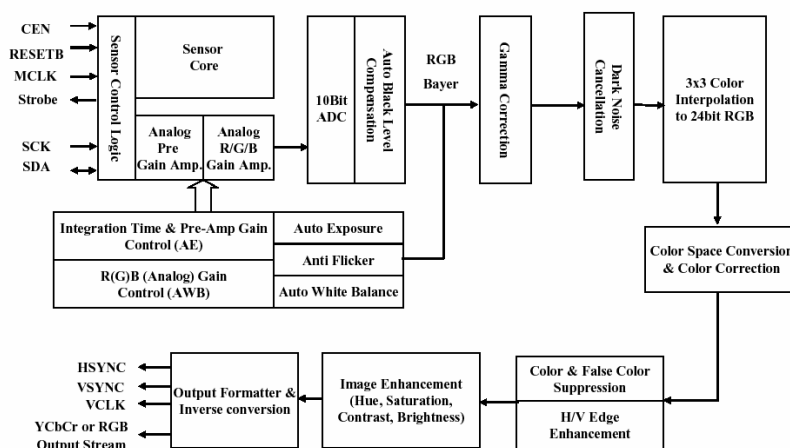 CEN
RESETB
MCLK
Strobe
SCK
SDA
Sensor Control Logic
Sensor
Core
Analog
Pre
Gain Amp.
Analog
R/G/B
Gain Amp.
10Bit
ADC
Auto Black Level
Compensation
RGB
Bayer
Gamma Correction
Dark Noise
Cancellation
3x3 Color
Interpolation
to 24bit RGB
Integration Time & Pre-Amp Gain
Control (AE)
R(G)B (Analog) Gain
Control (AWB)
Auto Exposure
Anti Flicker
Auto White Balance
Color Space Conversion
& Color Correction
HSYNC
VSYNC
VCLK
YCbCr or RGB
Output Stream
Output Formatter &
Inverse conversion
Image Enhancement
(Hue, Saturation,
Contrast, Brightness)
Color & False Color
Suppression
H/V Edge
Enhancement